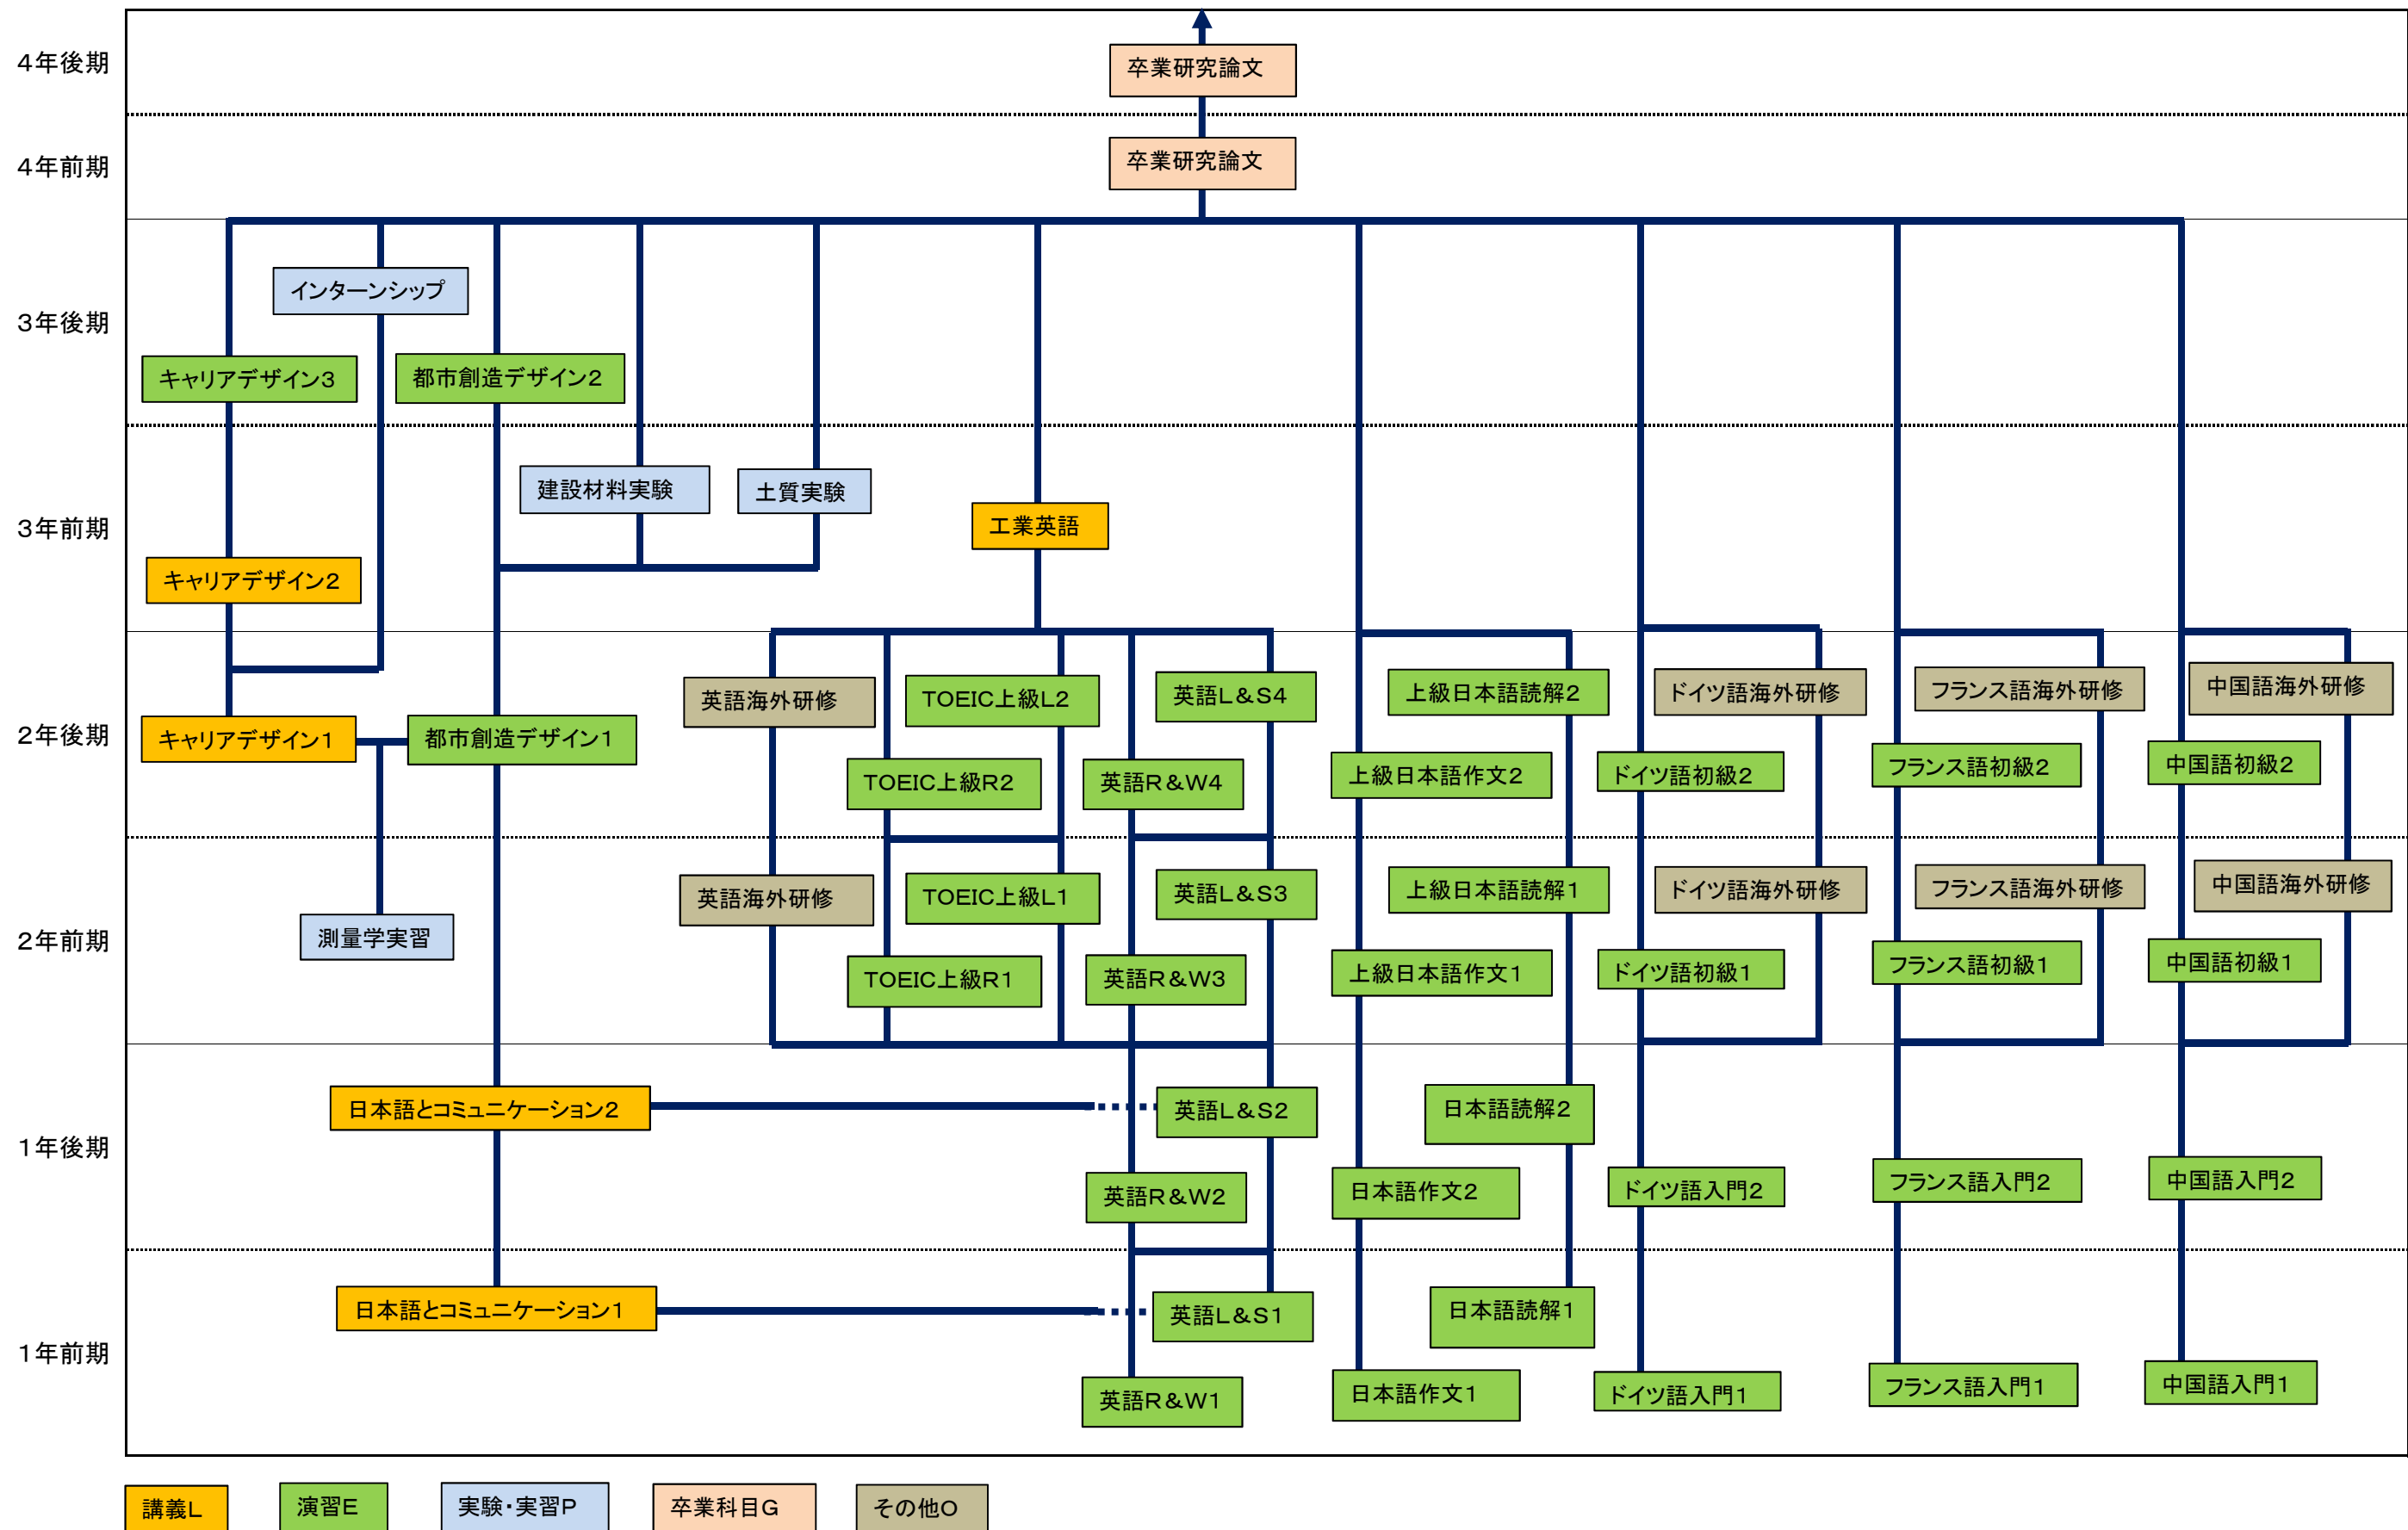 4年後期
卒業研究論文
4年前期
卒業研究論文
3年後期
インターンシップ
キャリアデザイン3
都市創造デザイン2
3年前期
建設材料実験
土質実験
工業英語
キャリアデザイン2
2年後期
英語海外研修
TOEIC上級L2
英語L&S4
上級日本語読解2
ドイツ語海外研修
フランス語海外研修
中国語海外研修
キャリアデザイン1
都市創造デザイン1
TOEIC上級R2
英語R&W4
上級日本語作文2
ドイツ語初級2
フランス語初級2
中国語初級2
2年前期
英語海外研修
TOEIC上級L1
英語L&S3
上級日本語読解1
ドイツ語海外研修
フランス語海外研修
中国語海外研修
測量学実習
TOEIC上級R1
英語R&W3
上級日本語作文1
ドイツ語初級1
フランス語初級1
中国語初級1
1年後期
日本語とコミュニケーション2
英語L&S2
日本語読解2
英語R&W2
日本語作文2
ドイツ語入門2
フランス語入門2
中国語入門2
1年前期
日本語とコミュニケーション1
英語L&S1
日本語読解1
英語R&W1
日本語作文1
ドイツ語入門1
フランス語入門1
中国語入門1
講義L
演習E
実験・実習P
卒業科目G
その他O